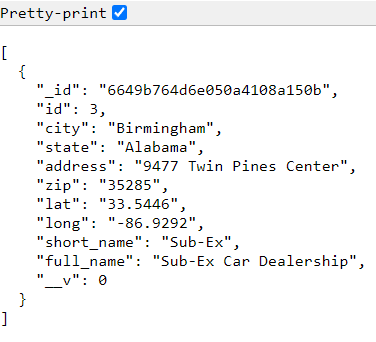 Pretty-print
[
  {
    "_id": "6649b764d6e050a4108a150b",
    "id": 3,
    "city": "Birmingham",
    "state": "Alabama",
    "address": "9477 Twin Pines Center",
    "zip": "35285",
    "lat": "33.5446",
    "long": "-86.9292",
    "short_name": "Sub-Ex",
    "full_name": "Sub-Ex Car Dealership",
    "__v": 0
  }
]